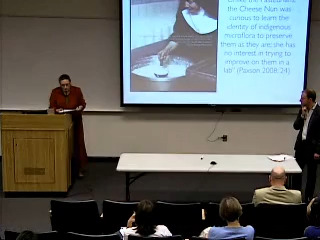 the Cheese Nun was
curious to learn the
identity of indigenous
microflora to preserve
them as they are; she has
no interest in trying to
improve on them in a
lab" (Paxson 2008: 24)